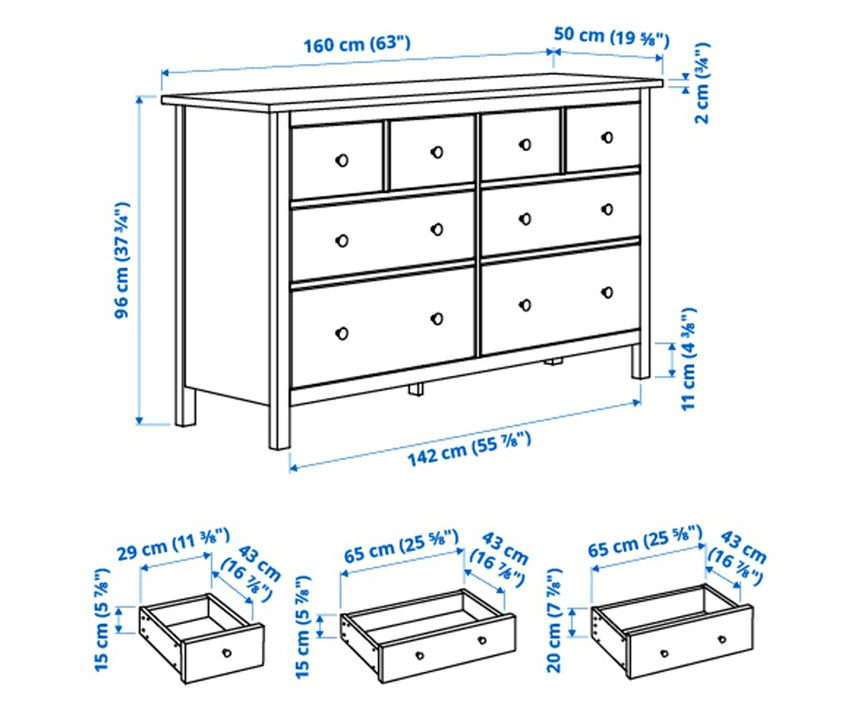 160 cm (63")
50 cm (19 ⅝")
2 cm (¾")
96 cm (37 ¾")
11 cm (4 ⅜")
142 cm (55 ⅞")
29 cm (11 ⅜")
43 cm
(16 ⅞")
15 cm (5 ⅞")
65 cm (25 ⅝")
43 cm
(16 ⅞")
15 cm (5 ⅞")
65 cm (25 ⅝")
43 cm
(16 ⅞")
20 cm (7 ⅞")